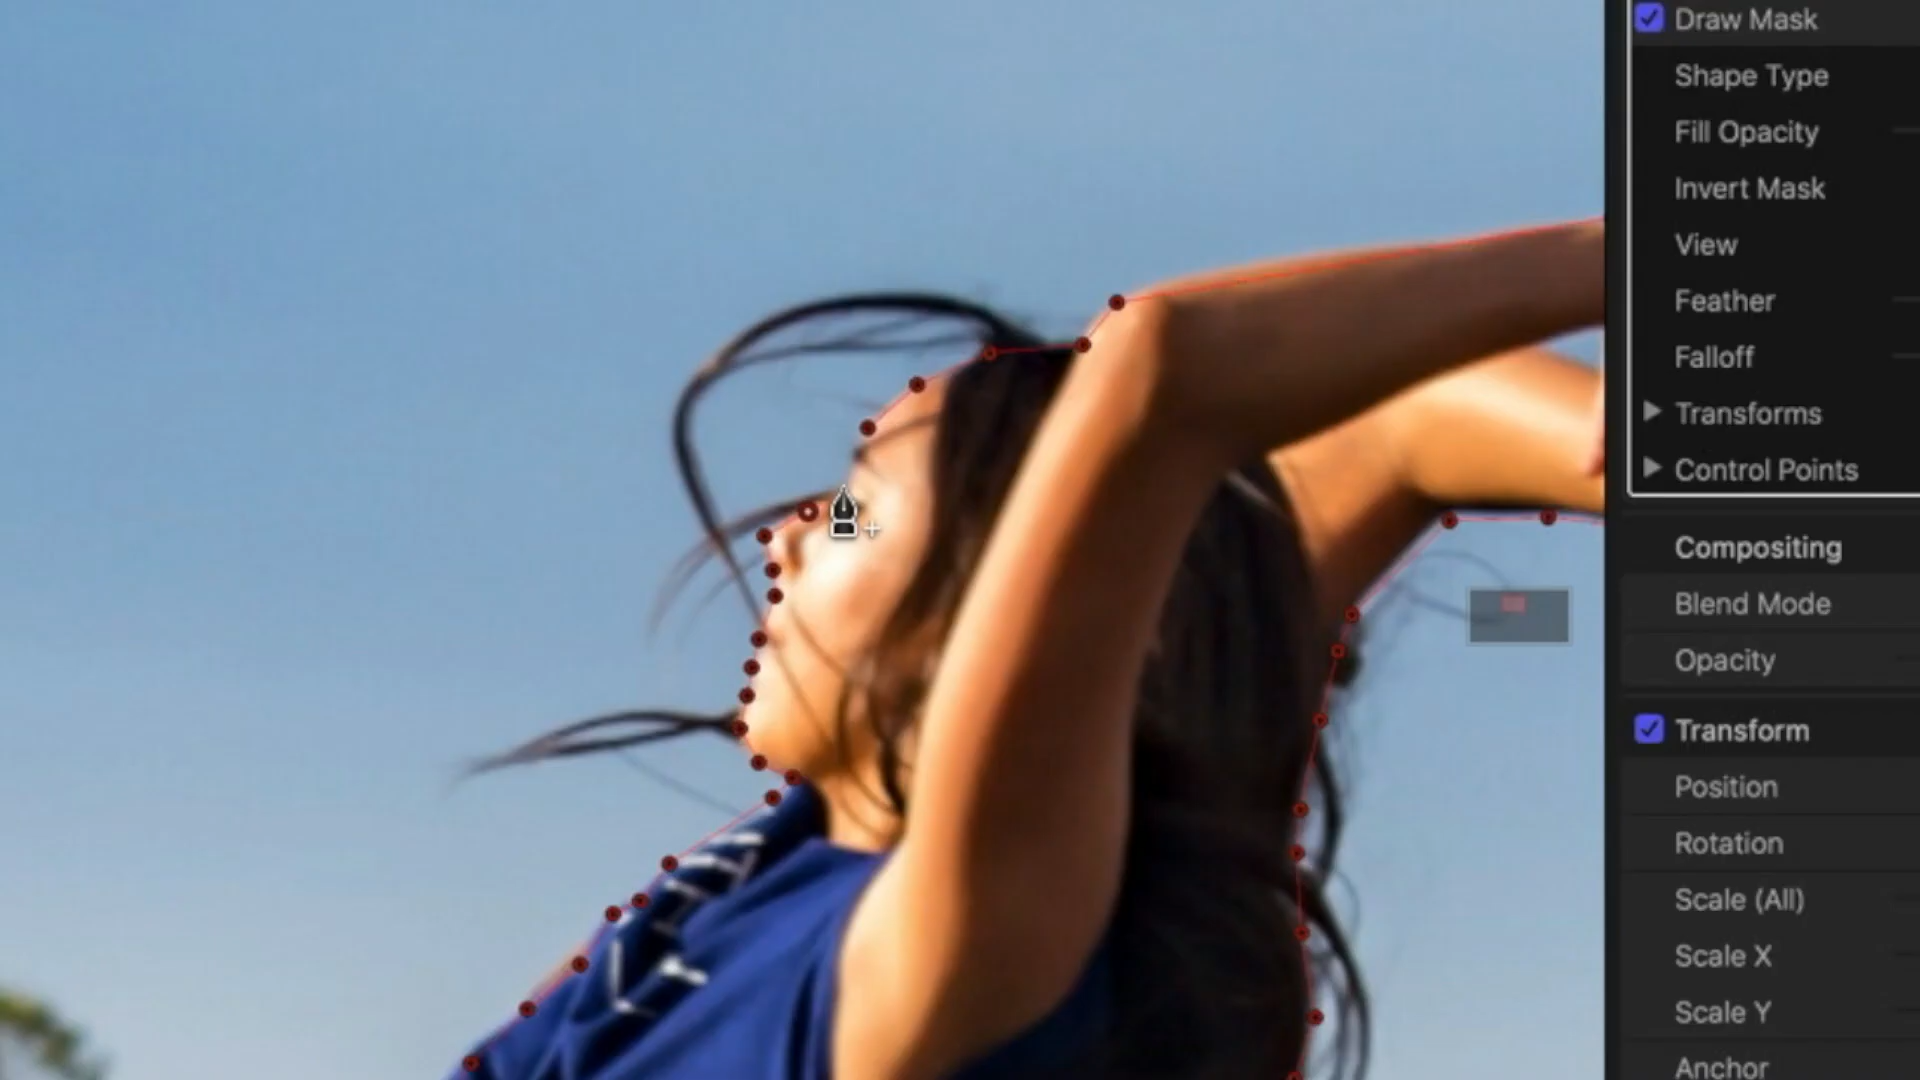 Draw Mask
Shape Type
Fill Opacity
Invert Mask
View
Feather
Falloff
Transforms
Control Points
Compositing
Blend Mode
Opacity
Transform
Position
Rotation
Scale (All)
Scale X
Scale Y
Anchor